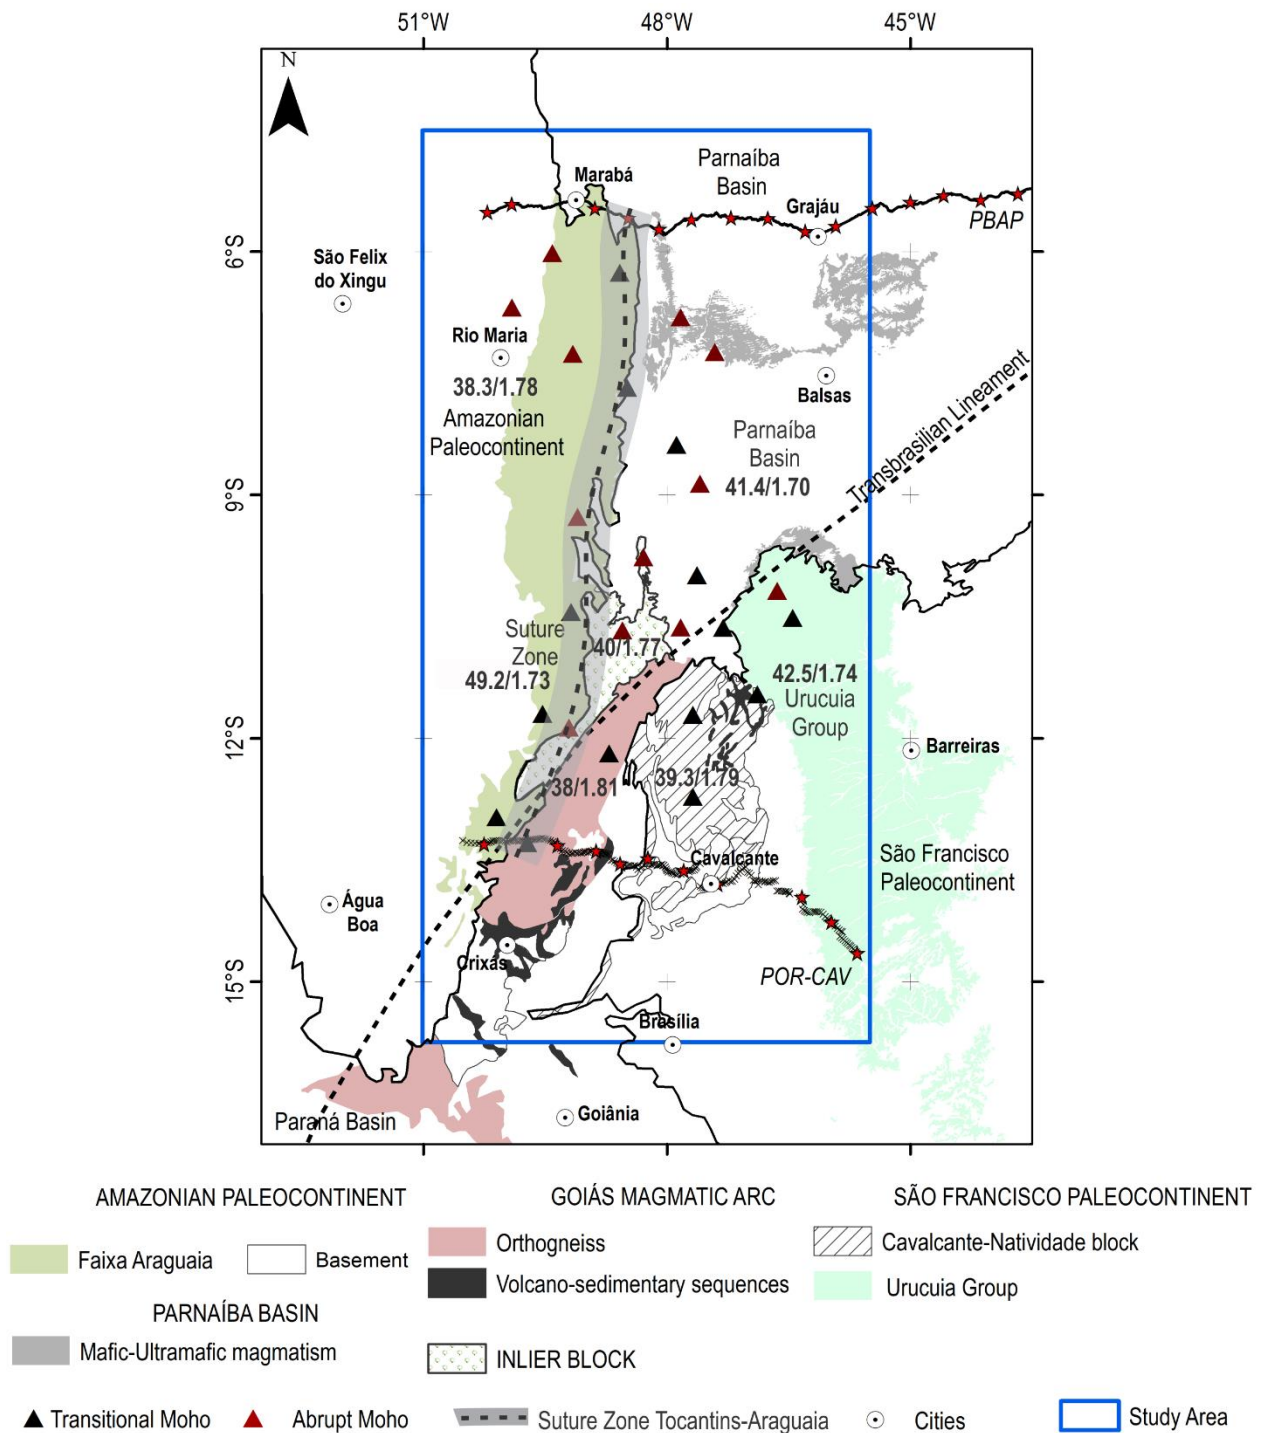 51°W
48°W
45°W
N
Parnaíba
Basin
Marabá
Grajáu
PBAP
6°S
São Felix
do Xingu
Rio Maria
38.3/1.78
Amazonian
Paleocontinent
Balsas
Transbrasilian Lineament
Parnaíba
Basin
41.4/1.70
9°S
Suture
Zone
49.2/1.73
40/1.77
42.5/1.74
Urucuia
Group
12°S
Barreiras
38/1.81
39.3/1.79
Cavalcante
São Francisco
Paleocontinent
Água
Boa
Crixás
POR-CAV
15°S
Brasília
Goiânia
Paraná Basin
AMAZONIAN PALEOCONTINENT
GOIÁS MAGMATIC ARC
SÃO FRANCISCO PALEOCONTINENT
Faixa Araguaia
Basement
Orthogneiss
Cavalcante-Natividade block
Volcano-sedimentary sequences
Urucuia Group
PARNAÍBA BASIN
Mafic-Ultramafic magmatism
INLIER BLOCK
Transitional Moho
Abrupt Moho
Suture Zone Tocantins-Araguaia
Cities
Study Area